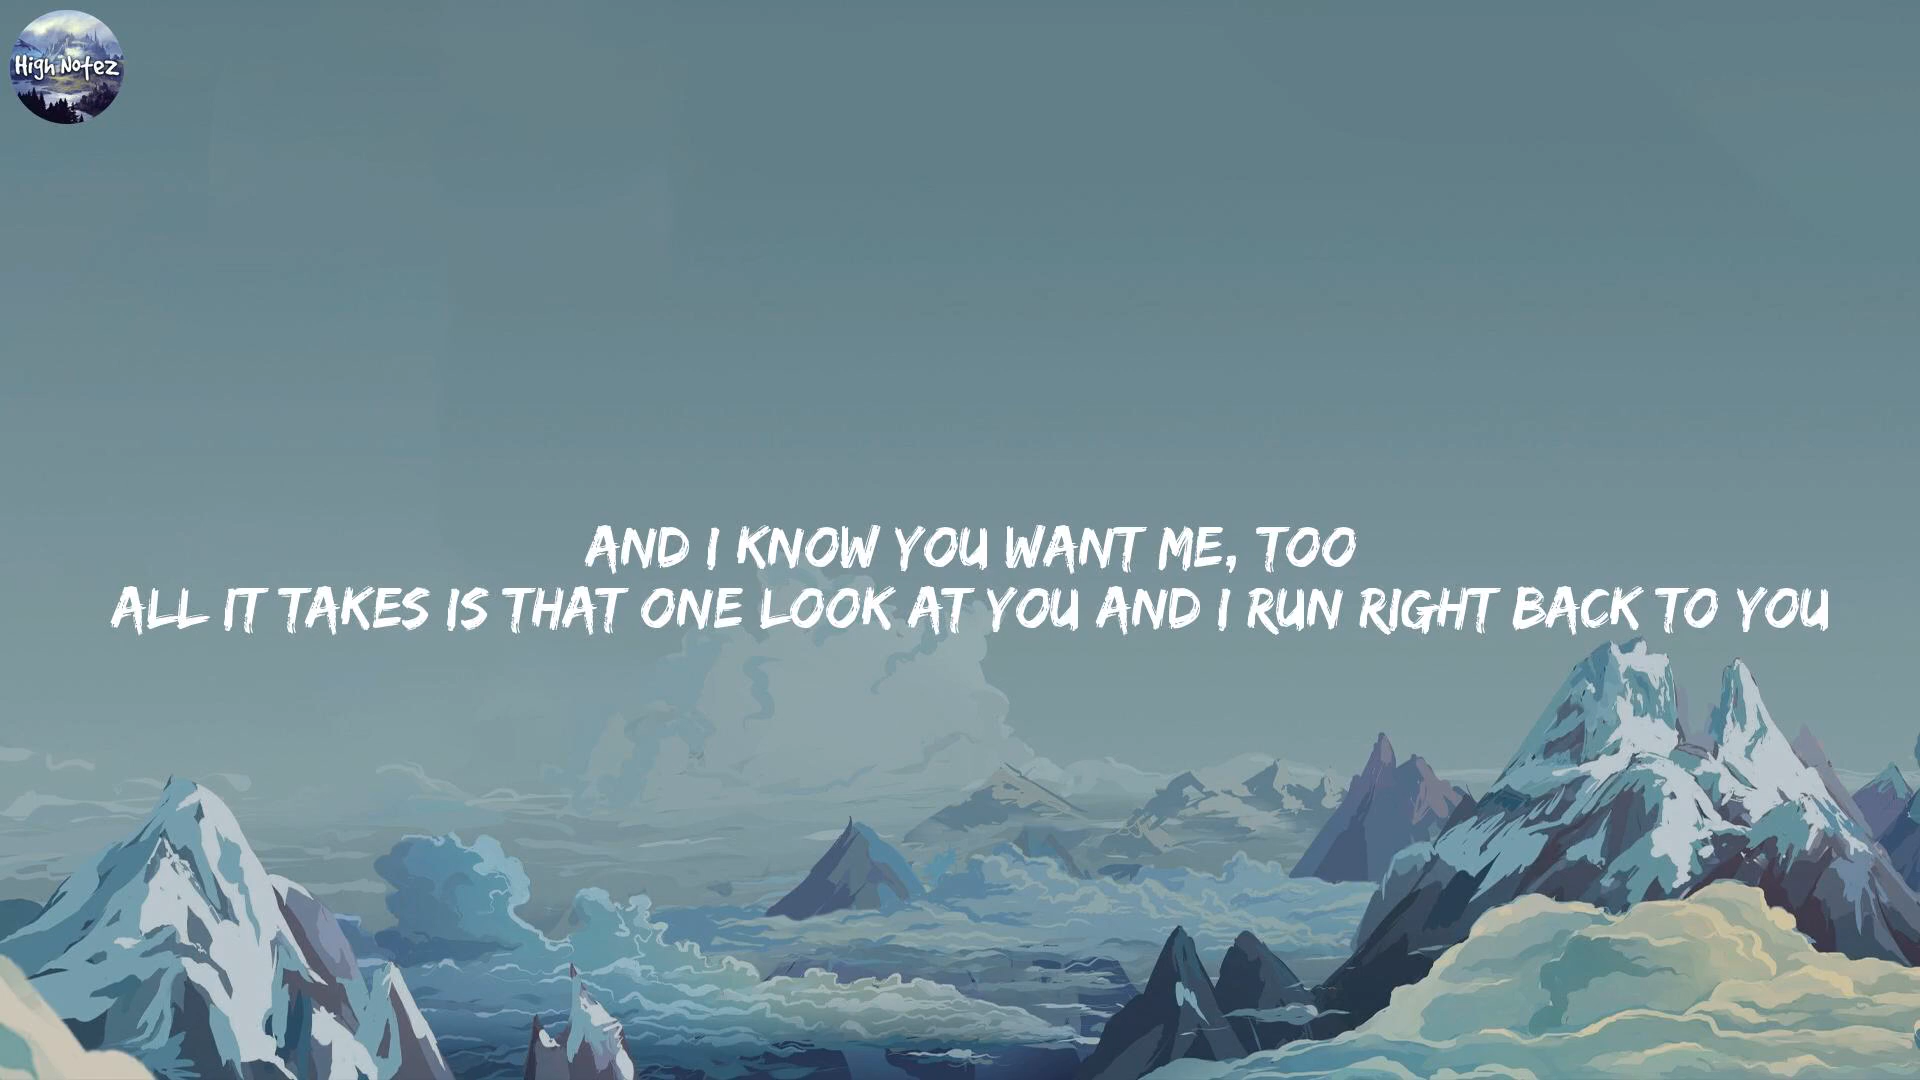 High Notez
AND I KNOW YOU WANT ME, TOO
ALL IT TAKES IS THAT ONE LOOK AT YOU AND I RUN RIGHT BACK TO YOU